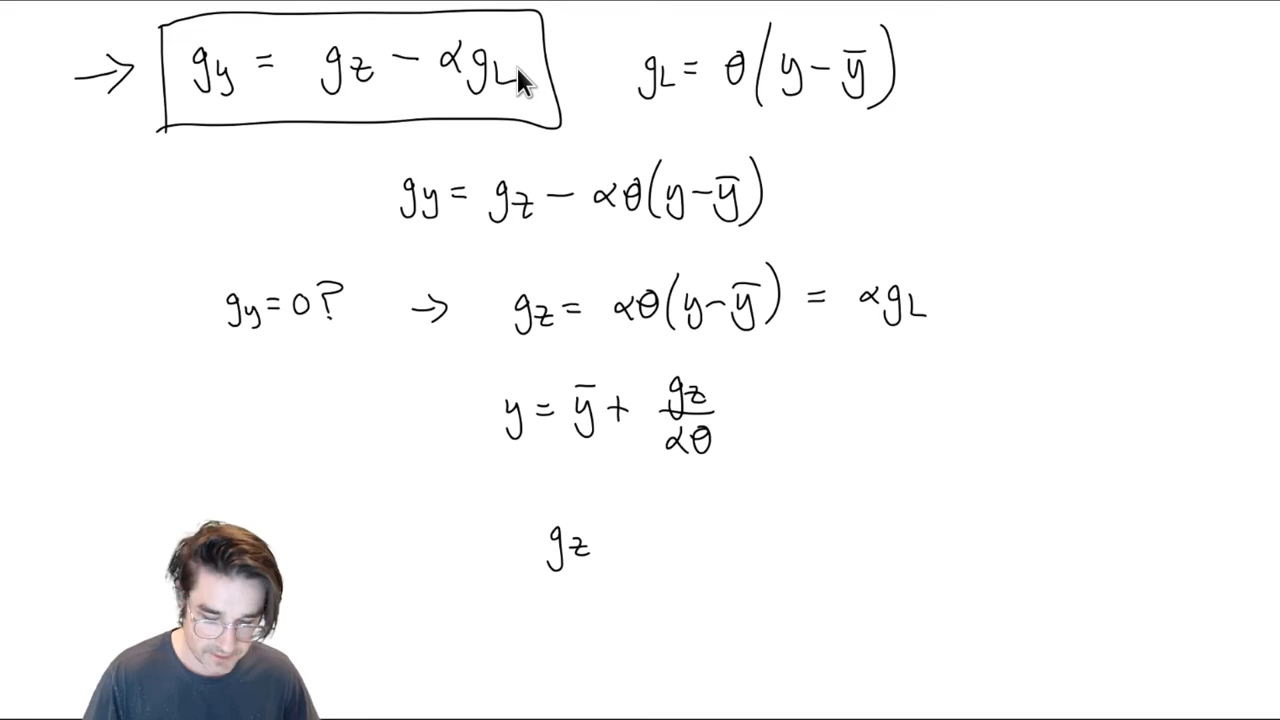 → gy = gz − αgL    gL = θ(y − ȳ)
gy = gz − αθ(y − ȳ)
gy = 0? → gz = αθ(y − ȳ) = αgL
y = ȳ + gz/αθ
gz